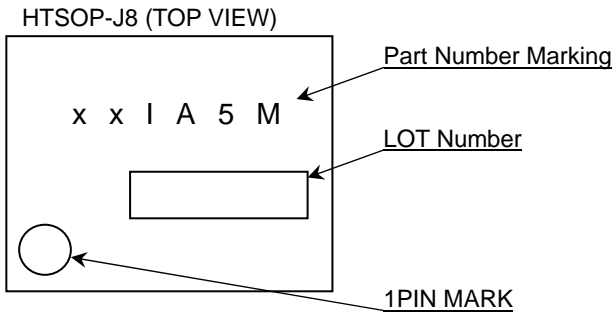 HTSOP-J8 (TOP VIEW)
Part Number Marking
x x I A 5 M
LOT Number
1PIN MARK